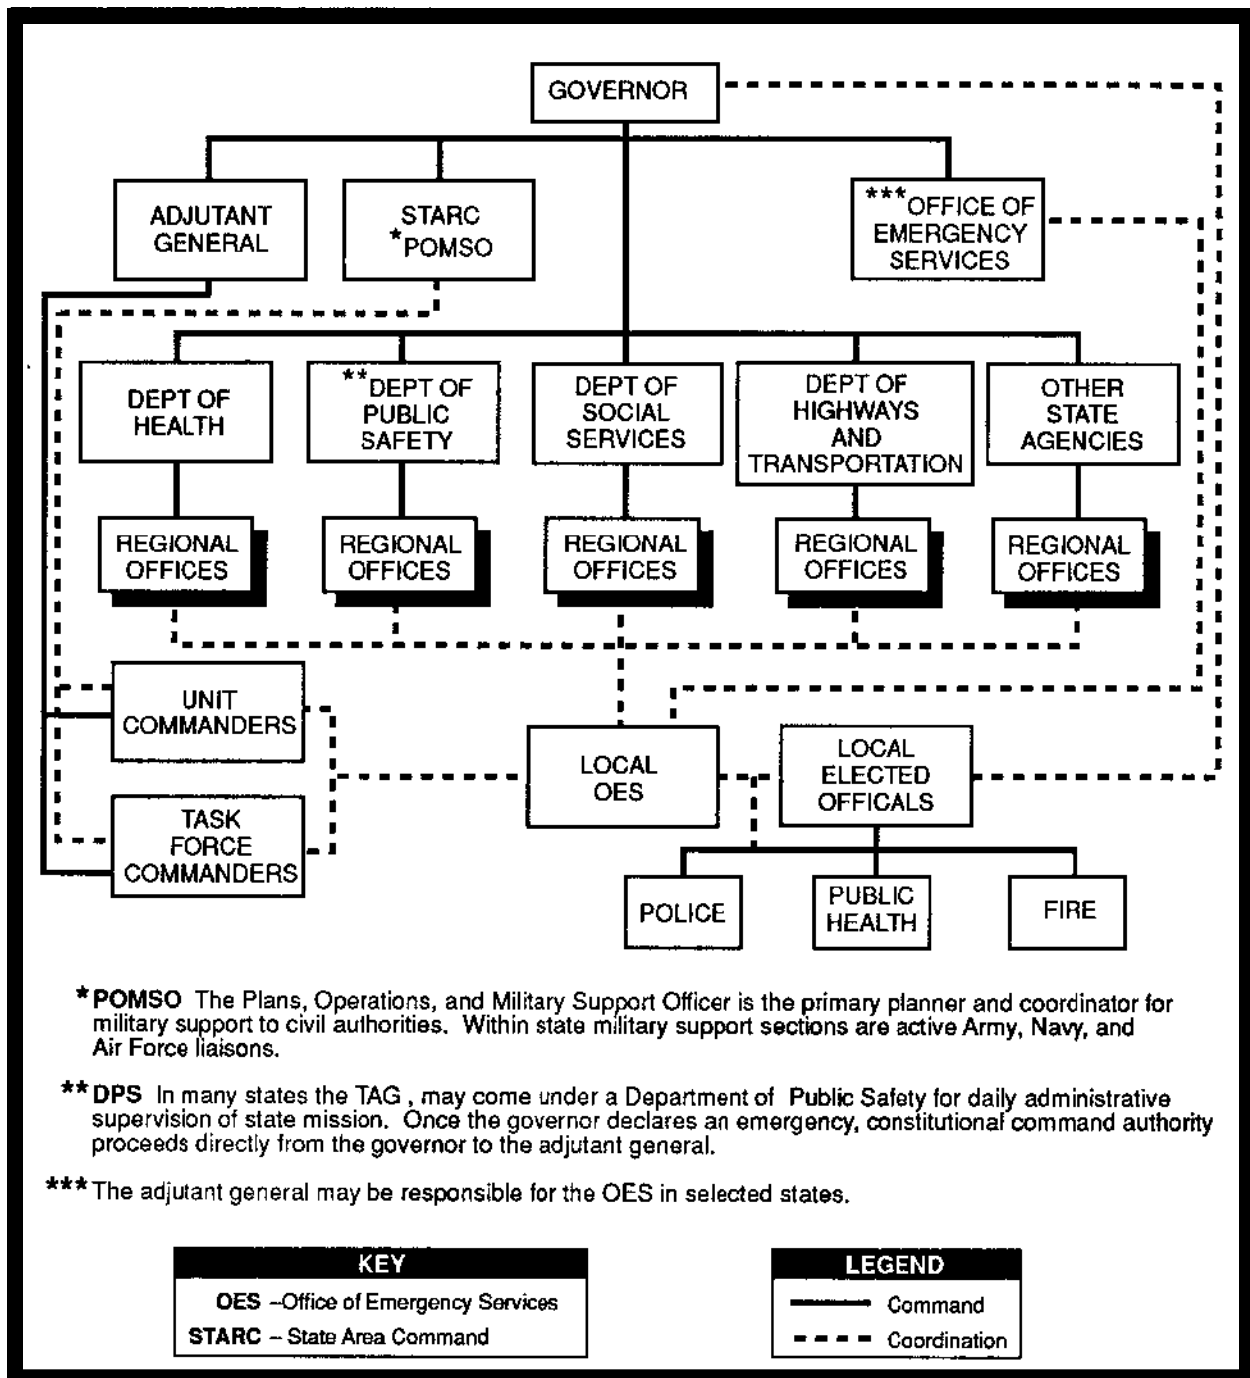 GOVERNOR
ADJUTANT
GENERAL
STARC
*POMSO
***OFFICE OF
EMERGENCY
SERVICES
DEPT OF
HEALTH
**DEPT OF
PUBLIC
SAFETY
DEPT OF
SOCIAL
SERVICES
DEPT OF
HIGHWAYS
AND
TRANSPORTATION
OTHER
STATE
AGENCIES
REGIONAL
OFFICES
REGIONAL
OFFICES
REGIONAL
OFFICES
REGIONAL
OFFICES
REGIONAL
OFFICES
UNIT
COMMANDERS
LOCAL
OES
LOCAL
ELECTED
OFFICALS
TASK
FORCE
COMMANDERS
POLICE
PUBLIC
HEALTH
FIRE
*POMSO The Plans, Operations, and Military Support Officer is the primary planner and coordinator for
military support to civil authorities. Within state military support sections are active Army, Navy, and
Air Force liaisons.
**DPS In many states the TAG , may come under a Department of Public Safety for daily administrative
supervision of state mission. Once the governor declares an emergency, constitutional command authority
proceeds directly from the governor to the adjutant general.
***The adjutant general may be responsible for the OES in selected states.
KEY
OES –Office of Emergency Services
STARC – State Area Command
LEGEND
Command
Coordination